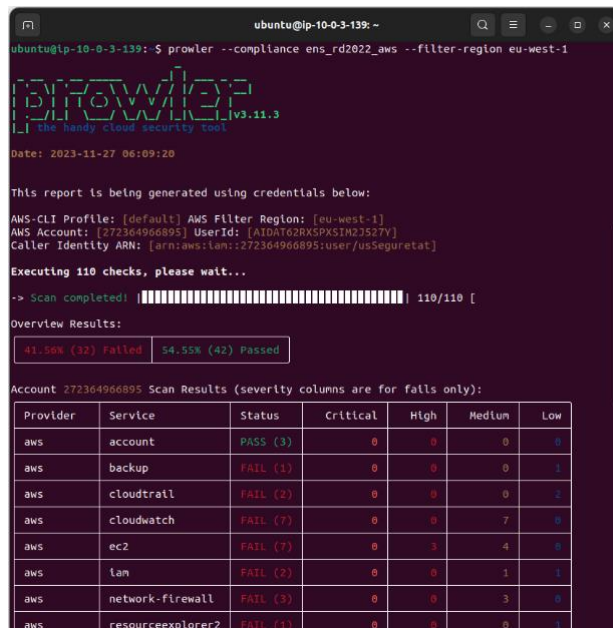 ubuntu@ip-10-0-3-139: ~
ubuntu@ip-10-0-3-139:~$ prowler --compliance ens_rd2022_aws --filter-region eu-west-1
prowler v3.11.3
the handy cloud security tool
Date: 2023-11-27 06:09:20
This report is being generated using credentials below:
AWS-CLI Profile: [default] AWS Filter Region: [eu-west-1]
AWS Account: [272364966895] UserId: [AIDAT62RXSPXSIM2J527Y]
Caller Identity ARN: [arn:aws:iam::272364966895:user/usSeguretat]
Executing 110 checks, please wait...
-> Scan completed! 110/110 [
Overview Results:
41.56% (32) Failed 54.55% (42) Passed
Account 272364966895 Scan Results (severity columns are for fails only):
Provider Service Status Critical High Medium Low
aws account PASS (3) 0 0 0 0
aws backup FAIL (1) 0 0 0 1
aws cloudtrail FAIL (2) 0 0 0 2
aws cloudwatch FAIL (7) 0 0 7 0
aws ec2 FAIL (7) 0 3 4 0
aws iam FAIL (2) 0 0 1 1
aws network-firewall FAIL (3) 0 0 3 0
aws resourceexplorer2 FAIL (1) 0 0 0 1